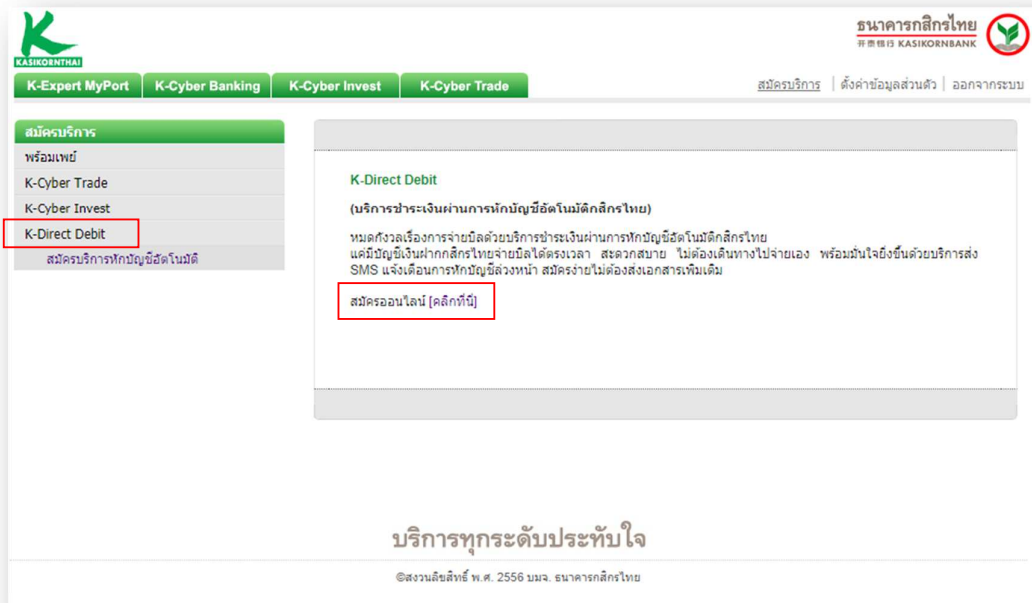 KASIKORNTHAI
ธนาคารกสิกรไทย
开泰银行 KASIKORNBANK
K-Expert MyPort
K-Cyber Banking
K-Cyber Invest
K-Cyber Trade
สมัครบริการ | ตั้งค่าข้อมูลส่วนตัว | ออกจากระบบ
สมัครบริการ
พร้อมเพย์
K-Cyber Trade
K-Cyber Invest
K-Direct Debit
สมัครบริการหักบัญชีอัตโนมัติ
K-Direct Debit
(บริการชำระเงินผ่านการหักบัญชีอัตโนมัติกสิกรไทย)
หมดกังวลเรื่องการจ่ายบิลด้วยบริการชำระเงินผ่านการหักบัญชีอัตโนมัติกสิกรไทย
แค่มีบัญชีเงินฝากกสิกรไทยจ่ายบิลได้ตรงเวลา สะดวกสบาย ไม่ต้องเดินทางไปจ่ายเอง พร้อมมั่นใจยิ่งขึ้นด้วยบริการส่ง
SMS แจ้งเตือนการหักบัญชีล่วงหน้า สมัครง่ายไม่ต้องส่งเอกสารเพิ่มเติม
สมัครออนไลน์ [คลิกที่นี่]
บริการทุกระดับประทับใจ
©สงวนลิขสิทธิ์ พ.ศ. 2556 บมจ. ธนาคารกสิกรไทย